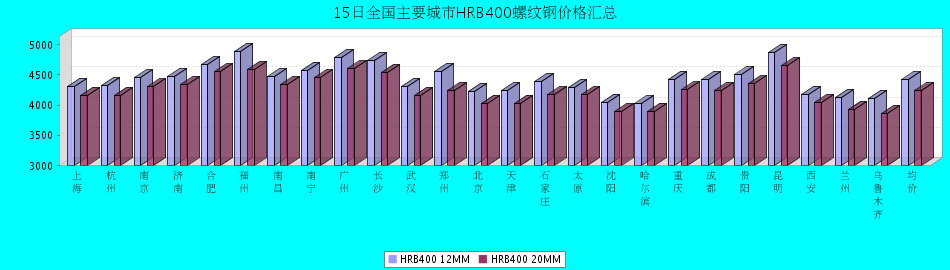 15日全国主要城市HRB400螺纹钢价格汇总
5000
4500
4000
3500
3000
上海 杭州 南京 济南 合肥 福州 南昌 南宁 广州 长沙 武汉 郑州 北京 天津 石家庄 太原 沈阳 哈尔滨 重庆 成都 贵阳 昆明 西安 兰州 乌鲁木齐 均价
HRB400 12MM HRB400 20MM